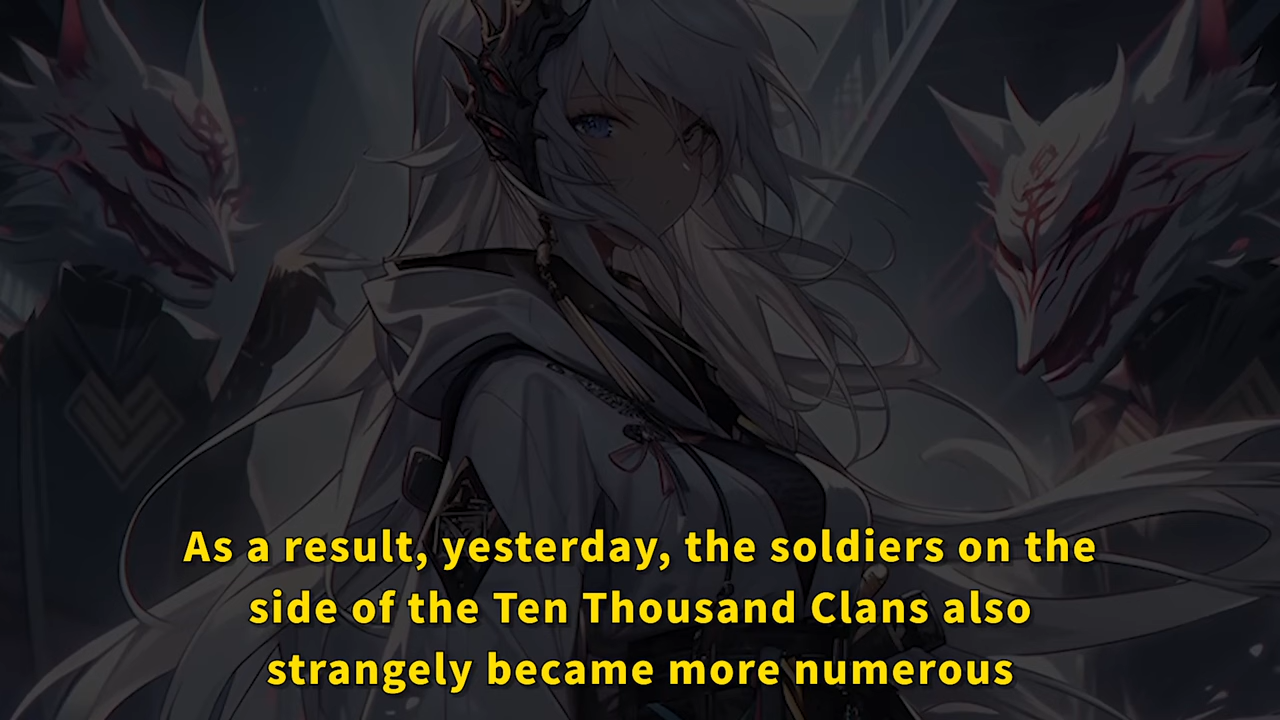 As a result, yesterday, the soldiers on the
side of the Ten Thousand Clans also
strangely became more numerous